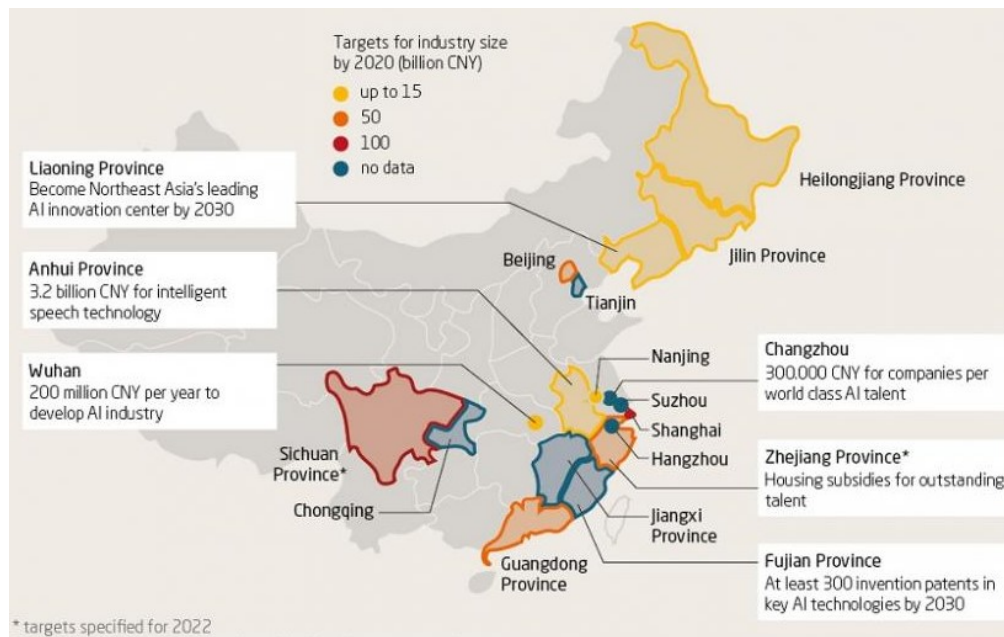 Targets for industry size
by 2020 (billion CNY)
up to 15
50
100
no data
Liaoning Province
Become Northeast Asia's leading
AI innovation center by 2030
Anhui Province
3.2 billion CNY for intelligent
speech technology
Wuhan
200 million CNY per year to
develop AI industry
Sichuan
Province*
Chongqing
Beijing
Tianjin
Heilongjiang Province
Jilin Province
Nanjing
Suzhou
Shanghai
Hangzhou
Jiangxi
Province
Guangdong
Province
Changzhou
300.000 CNY for companies per
world class AI talent
Zhejiang Province*
Housing subsidies for outstanding
talent
Fujian Province
At least 300 invention patents in
key AI technologies by 2030
* targets specified for 2022